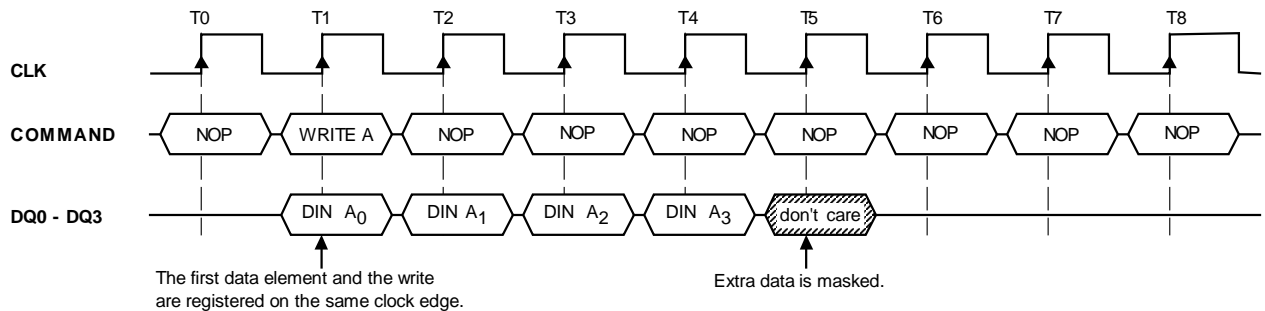 T0 T1 T2 T3 T4 T5 T6 T7 T8
CLK
COMMAND NOP WRITE A NOP NOP NOP NOP NOP NOP NOP
DQ0 - DQ3 DIN A0 DIN A1 DIN A2 DIN A3 don't care
The first data element and the write
are registered on the same clock edge.
Extra data is masked.